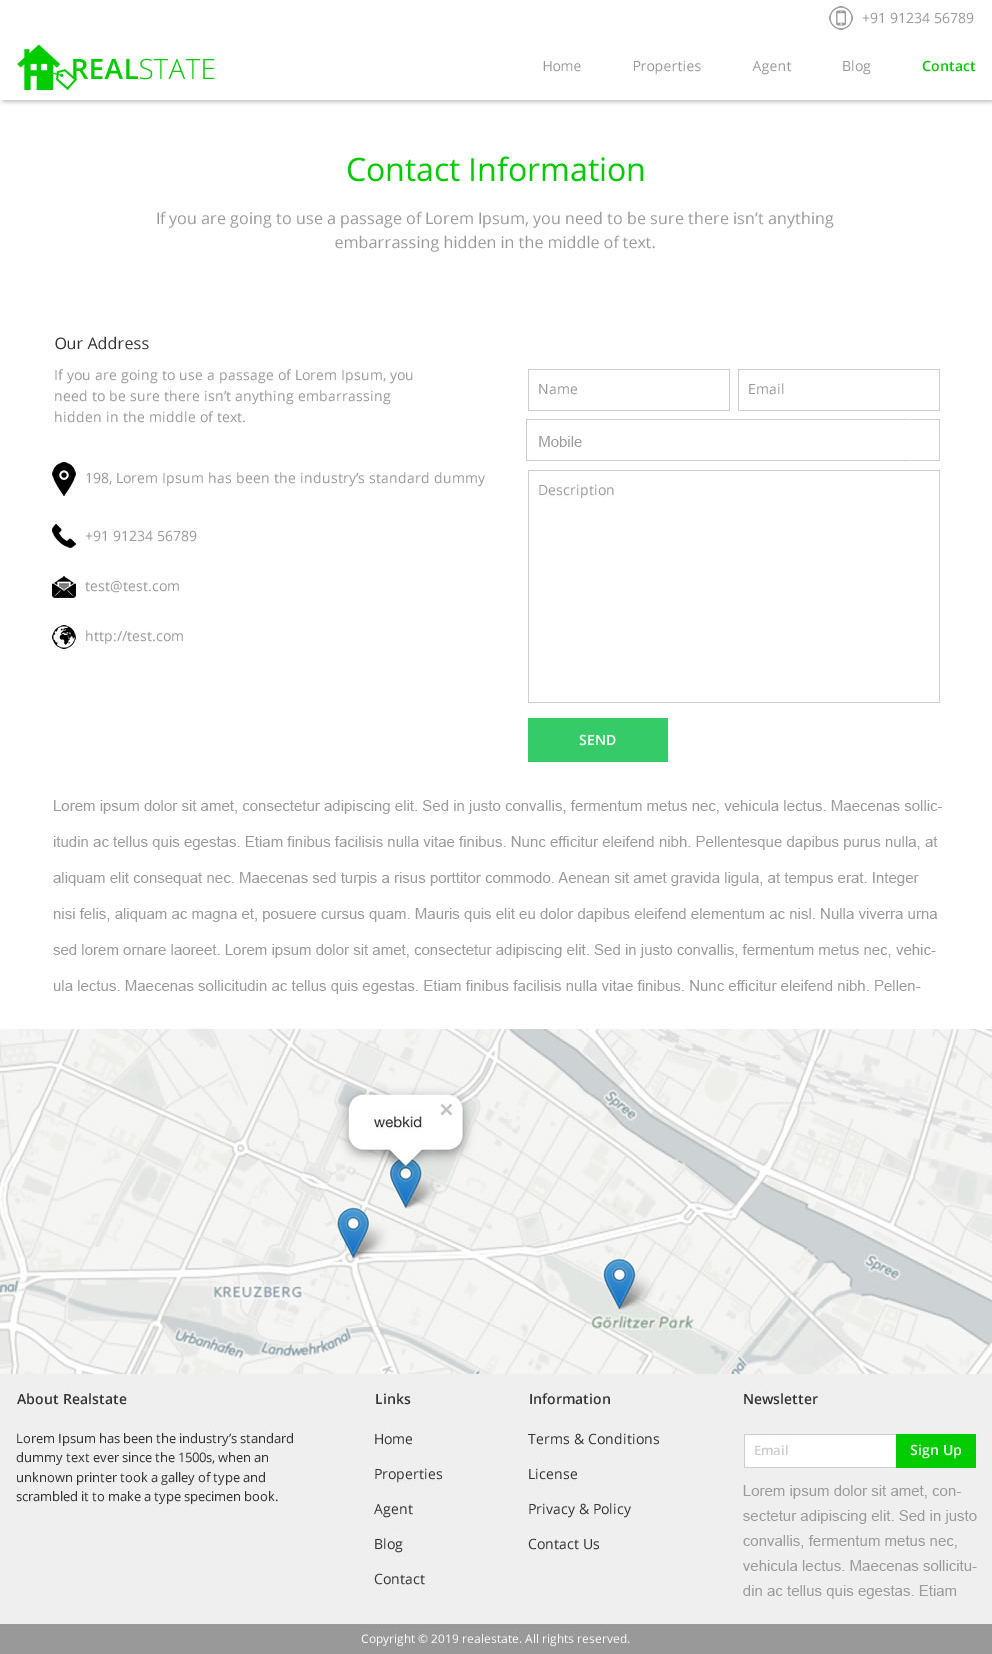 +91 91234 56789
REALSTATE
Home Properties Agent Blog Contact
Contact Information
If you are going to use a passage of Lorem Ipsum, you need to be sure there isn’t anything
embarrassing hidden in the middle of text.
Our Address
If you are going to use a passage of Lorem Ipsum, you
need to be sure there isn’t anything embarrassing
hidden in the middle of text.
198, Lorem Ipsum has been the industry’s standard dummy
+91 91234 56789
test@test.com
http://test.com
Name
Email
Mobile
Description
SEND
Lorem ipsum dolor sit amet, consectetur adipiscing elit. Sed in justo convallis, fermentum metus nec, vehicula lectus. Maecenas sollic-
itudin ac tellus quis egestas. Etiam finibus facilisis nulla vitae finibus. Nunc efficitur eleifend nibh. Pellentesque dapibus purus nulla, at
aliquam elit consequat nec. Maecenas sed turpis a risus porttitor commodo. Aenean sit amet gravida ligula, at tempus erat. Integer
nisi felis, aliquam ac magna et, posuere cursus quam. Mauris quis elit eu dolor dapibus eleifend elementum ac nisl. Nulla viverra urna
sed lorem ornare laoreet. Lorem ipsum dolor sit amet, consectetur adipiscing elit. Sed in justo convallis, fermentum metus nec, vehic-
ula lectus. Maecenas sollicitudin ac tellus quis egestas. Etiam finibus facilisis nulla vitae finibus. Nunc efficitur eleifend nibh. Pellen-
Spree
webkid
Spree
KREUZBERG
Görlitzer Park
Urbanhafen
Landwehrkanal
About Realstate
Lorem Ipsum has been the industry’s standard
dummy text ever since the 1500s, when an
unknown printer took a galley of type and
scrambled it to make a type specimen book.
Links
Home
Properties
Agent
Blog
Contact
Information
Terms & Conditions
License
Privacy & Policy
Contact Us
Newsletter
Email
Sign Up
Lorem ipsum dolor sit amet, con-
sectetur adipiscing elit. Sed in justo
convallis, fermentum metus nec,
vehicula lectus. Maecenas sollicitu-
din ac tellus quis egestas. Etiam
Copyright © 2019 realestate. All rights reserved.